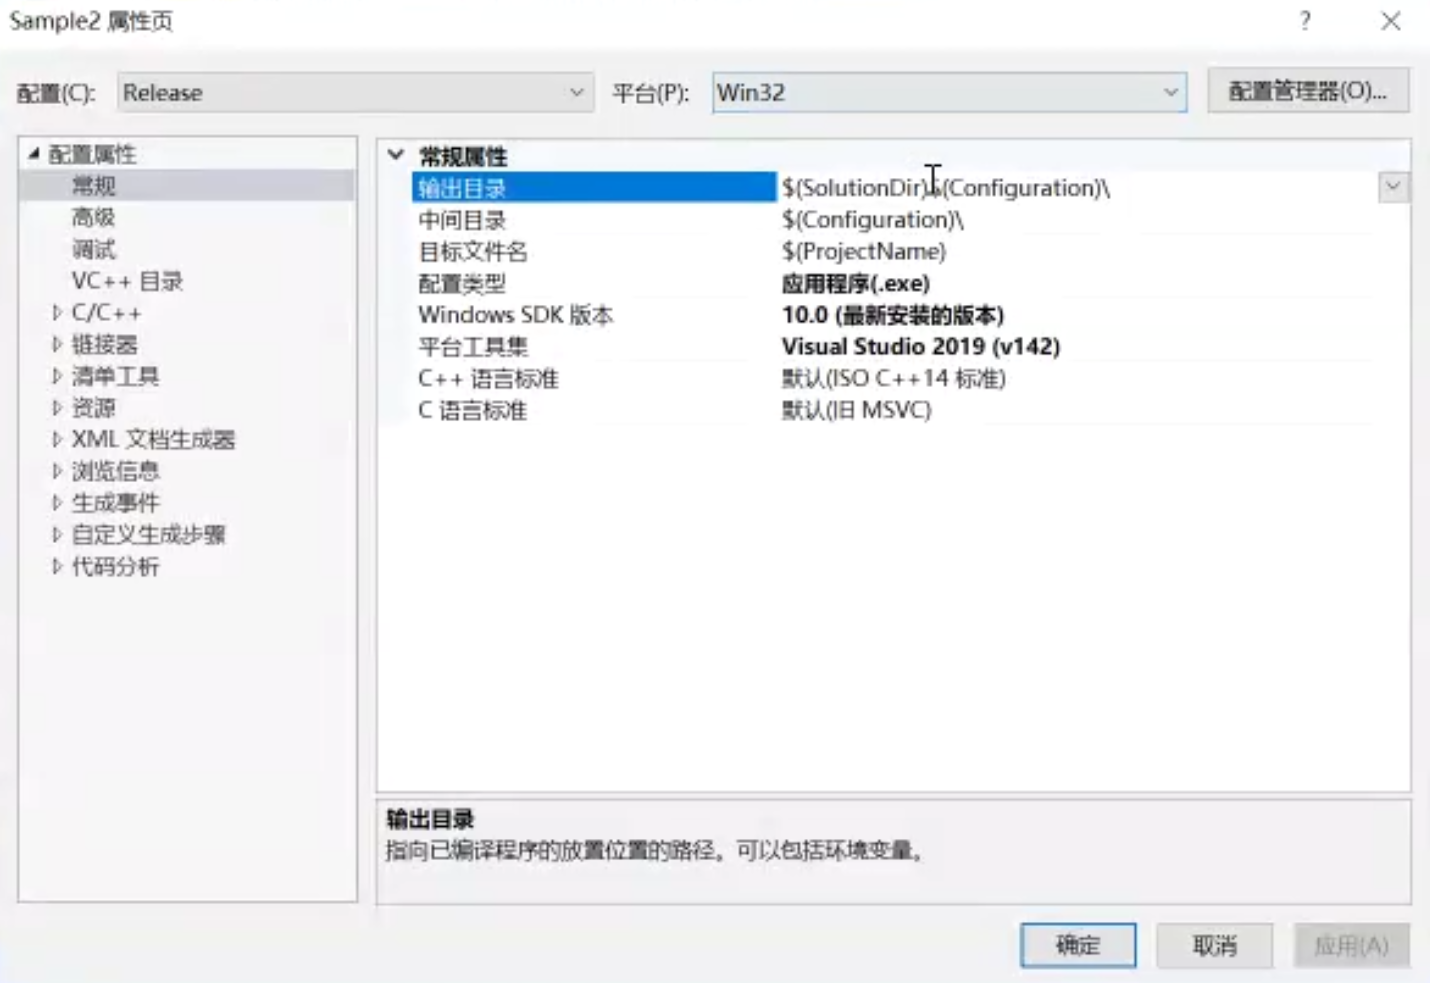 Sample2 属性页
配置(C): Release 平台(P): Win32 配置管理器(O)...
配置属性
常规
高级
调试
VC++ 目录
C/C++
链接器
清单工具
资源
XML 文档生成器
浏览信息
生成事件
自定义生成步骤
代码分析
常规属性
输出目录 $(SolutionDir)$(Configuration)\
中间目录 $(Configuration)\
目标文件名 $(ProjectName)
配置类型 应用程序(.exe)
Windows SDK 版本 10.0 (最新安装的版本)
平台工具集 Visual Studio 2019 (v142)
C++ 语言标准 默认(ISO C++14 标准)
C 语言标准 默认(旧 MSVC)
输出目录
指向已编译程序的放置位置的路径。可以包括环境变量。
确定 取消 应用(A)